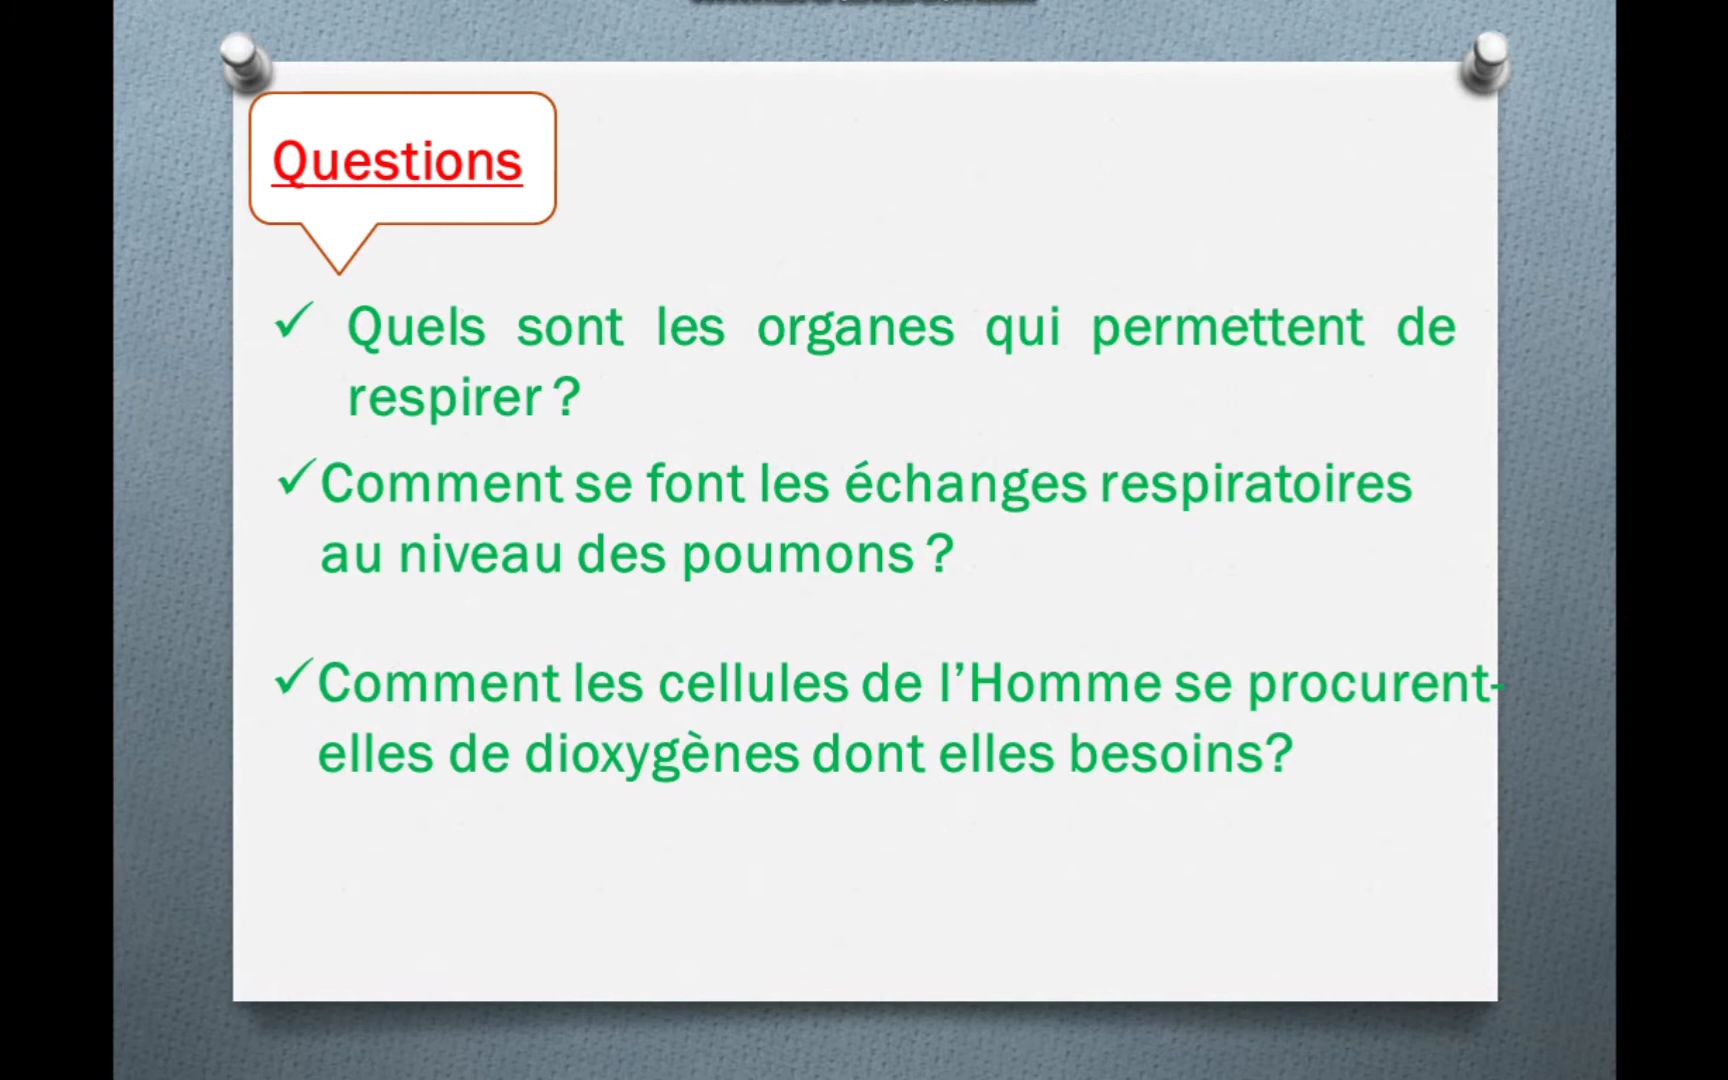 Questions
✓ Quels sont les organes qui permettent de
respirer ?
✓Comment se font les échanges respiratoires
au niveau des poumons ?
✓Comment les cellules de l’Homme se procurent-
elles de dioxygènes dont elles besoins?